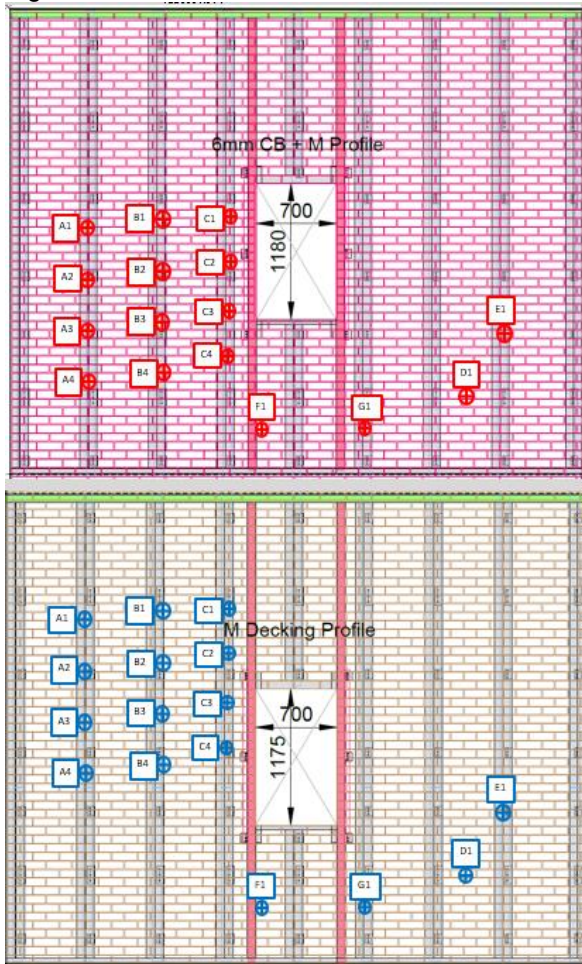 6mm CB + M Profile
700
1180
A1
B1
C1
A2
B2
C2
A3
B3
C3
A4
B4
C4
E1
D1
F1
G1
M Decking Profile
700
1175
A1
B1
C1
A2
B2
C2
A3
B3
C3
A4
B4
C4
E1
D1
F1
G1